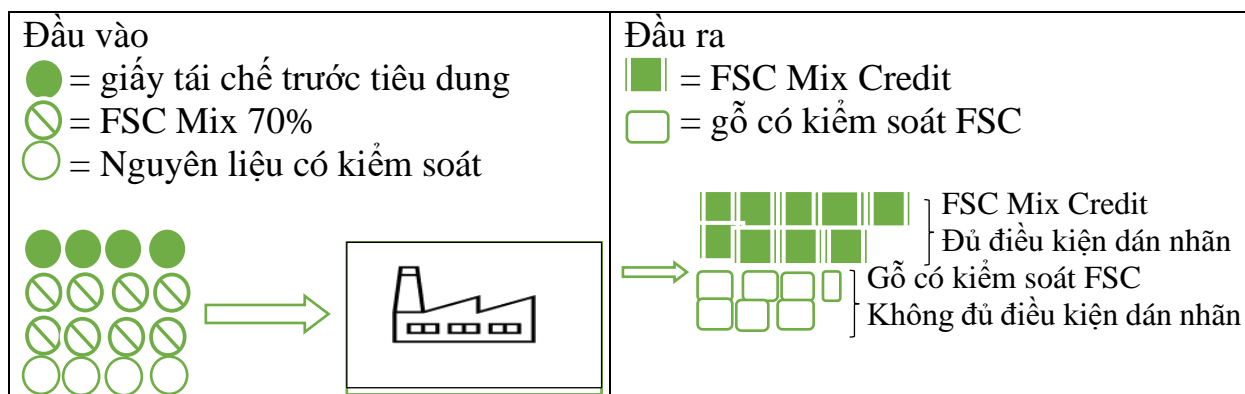 Đầu vào
= giấy tái chế trước tiêu dung
= FSC Mix 70%
= Nguyên liệu có kiểm soát
Đầu ra
= FSC Mix Credit
= gỗ có kiểm soát FSC
FSC Mix Credit
Đủ điều kiện dán nhãn
Gỗ có kiểm soát FSC
Không đủ điều kiện dán nhãn